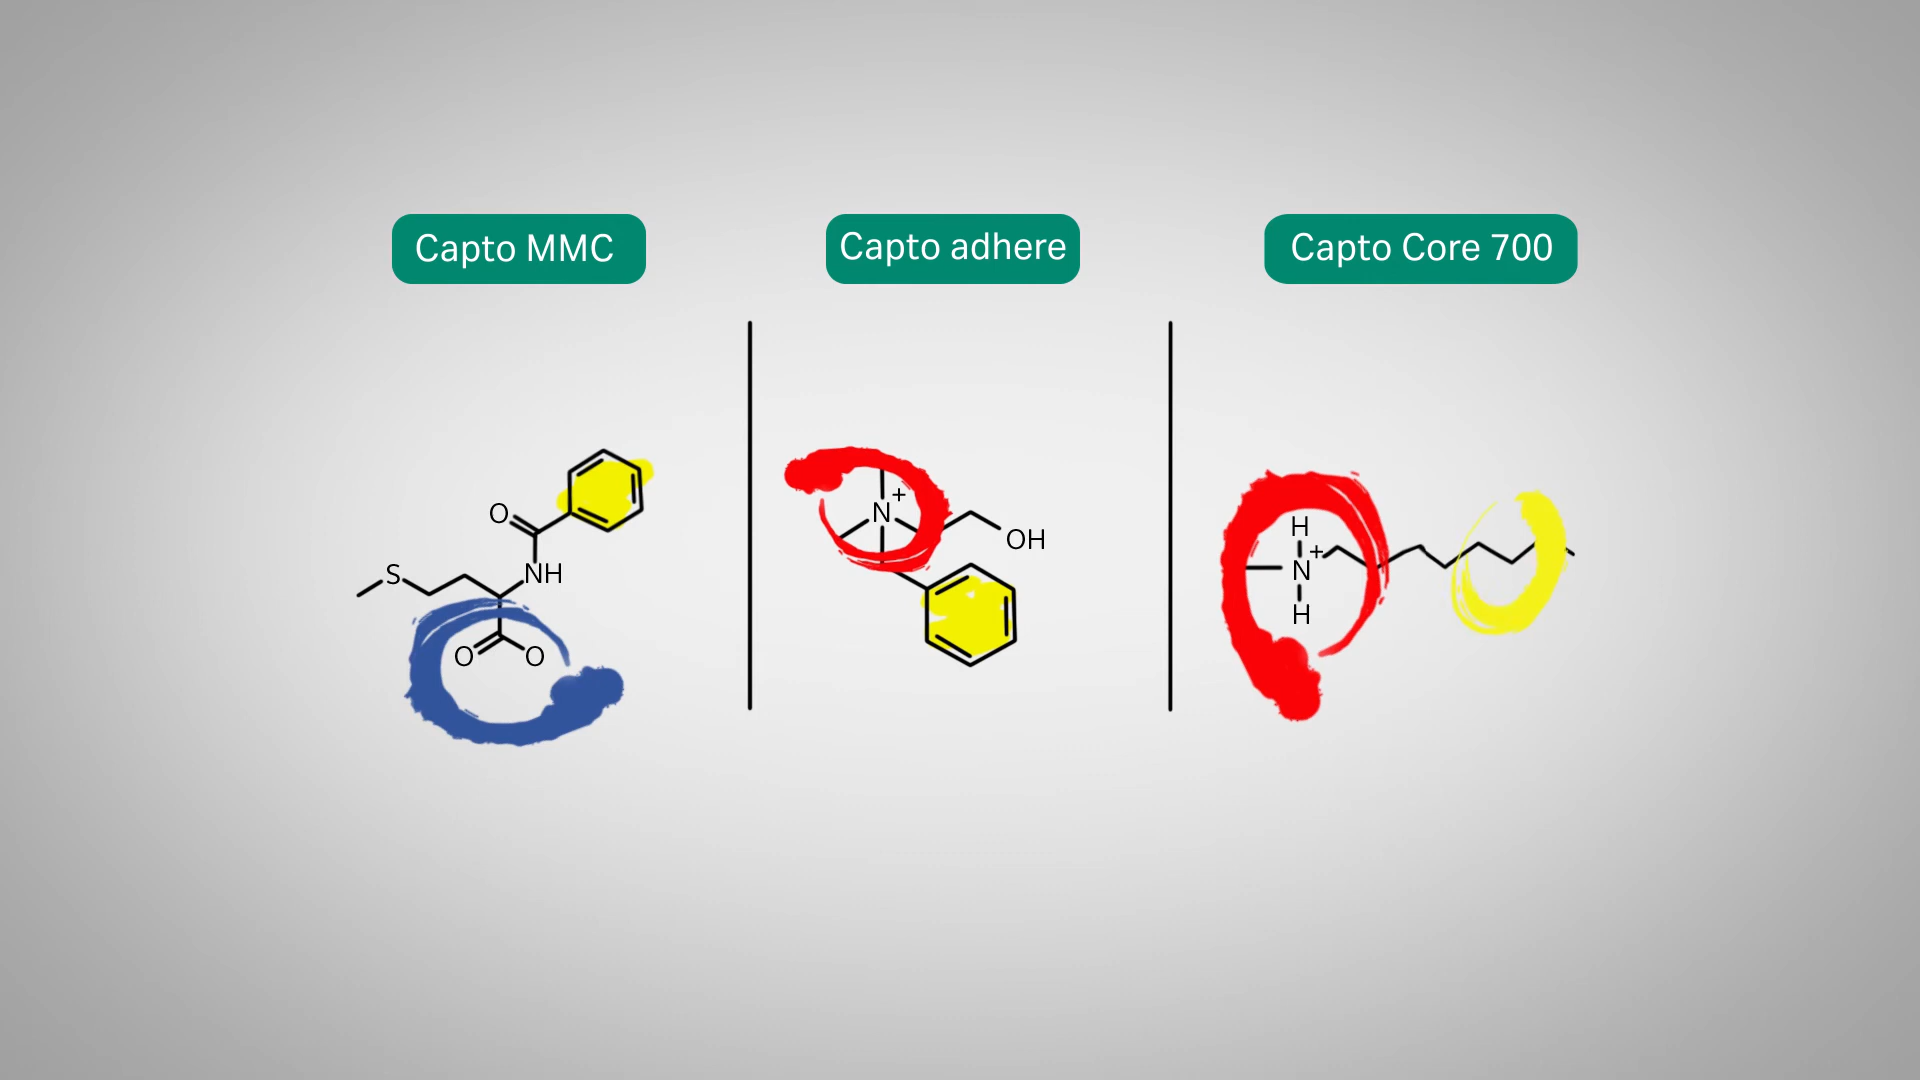 Capto MMC
Capto adhere
Capto Core 700
O
NH
S
O
O
N
+
OH
H
+
N
H